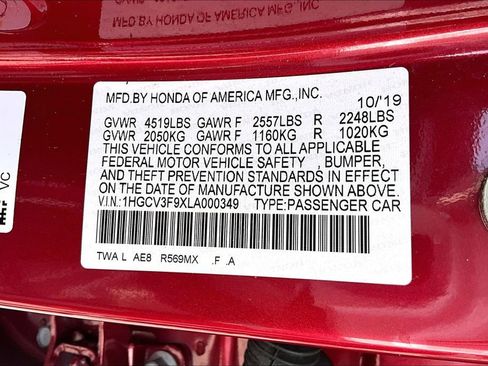 MFD.BY HONDA OF AMERICA MFG.,INC. 10/'19
GVWR 4519LBS GAWR F 2557LBS R 2248LBS
GVWR 2050KG GAWR F 1160KG R 1020KG
THIS VEHICLE CONFORMS TO ALL APPLICABLE
FEDERAL MOTOR VEHICLE SAFETY , BUMPER,
AND THEFT PREVENTION STANDARDS IN EFFECT
ON THE DATE OF MANUFACTURE SHOWN ABOVE.
V.I.N.: 1HGCV3F9XLA000349 TYPE:PASSENGER CAR
TWA L AE8 R569MX .F .A
VC